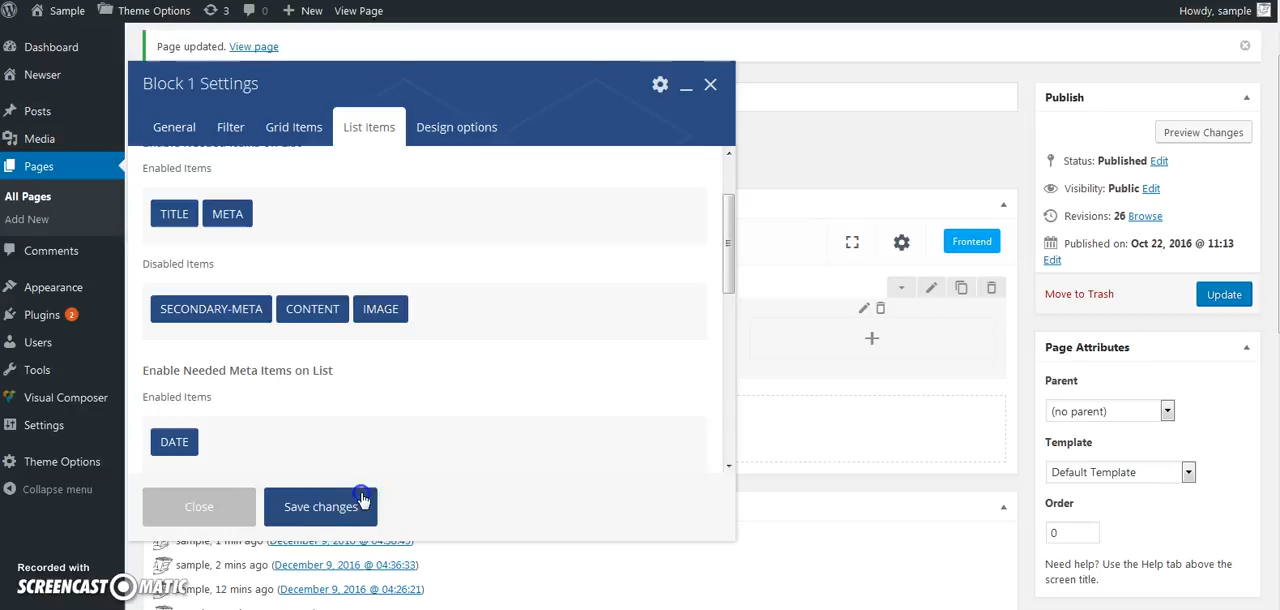 Sample
Theme Options
3
0
New
View Page
Howdy, sample
Dashboard
Newser
Posts
Media
Pages
All Pages
Add New
Comments
Appearance
Plugins 2
Users
Tools
Visual Composer
Settings
Theme Options
Collapse menu
Recorded with
SCREENCAST-O-MATIC
Page updated. View page
Block 1 Settings
General
Filter
Grid Items
List Items
Design options
Enabled Items
TITLE
META
Disabled Items
SECONDARY-META
CONTENT
IMAGE
Enable Needed Meta Items on List
Enabled Items
DATE
Close
Save changes
sample, 1 min ago (December 9, 2016 @ 04:36:45)
sample, 2 mins ago (December 9, 2016 @ 04:36:33)
sample, 12 mins ago (December 9, 2016 @ 04:26:21)
Frontend
Publish
Preview Changes
Status: Published Edit
Visibility: Public Edit
Revisions: 26 Browse
Published on: Oct 22, 2016 @ 11:13
Edit
Move to Trash
Update
Page Attributes
Parent
(no parent)
Template
Default Template
Order
0
Need help? Use the Help tab above the
screen title.